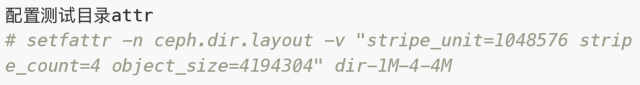 配置测试目录attr
# setfattr -n ceph.dir.layout -v "stripe_unit=1048576 strip
e_count=4 object_size=4194304" dir-1M-4-4M